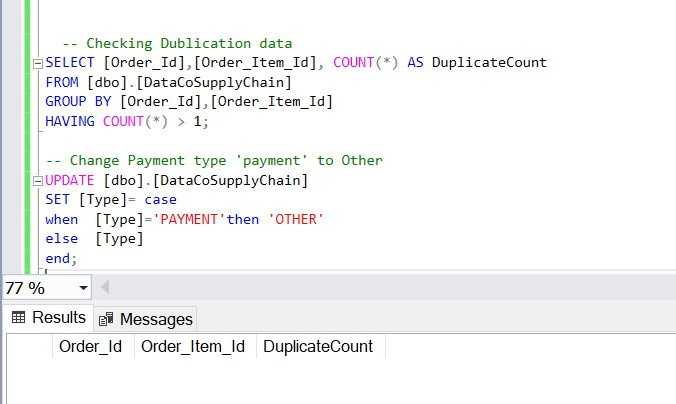 -- Checking Dublication data
SELECT [Order_Id],[Order_Item_Id], COUNT(*) AS DuplicateCount
FROM [dbo].[DataCoSupplyChain]
GROUP BY [Order_Id],[Order_Item_Id]
HAVING COUNT(*) > 1;
-- Change Payment type 'payment' to Other
UPDATE [dbo].[DataCoSupplyChain]
SET [Type]= case
when  [Type]='PAYMENT'then 'OTHER'
else  [Type]
end;
77 %
Results Messages
Order_Id Order_Item_Id DuplicateCount